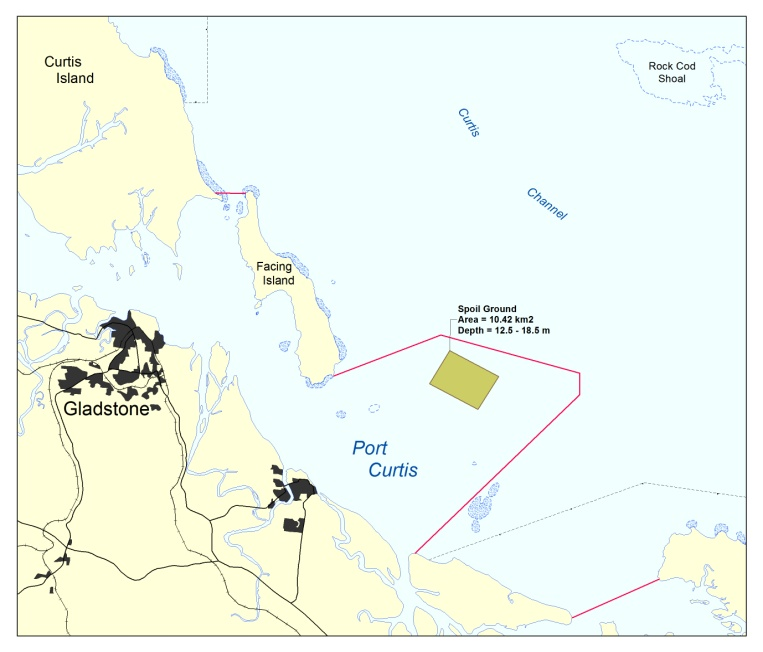 Curtis
Island
Rock Cod
Shoal
Curtis
Channel
Facing
Island
Spoil Ground
Area = 10.42 km2
Depth = 12.5 - 18.5 m
Gladstone
Port
Curtis